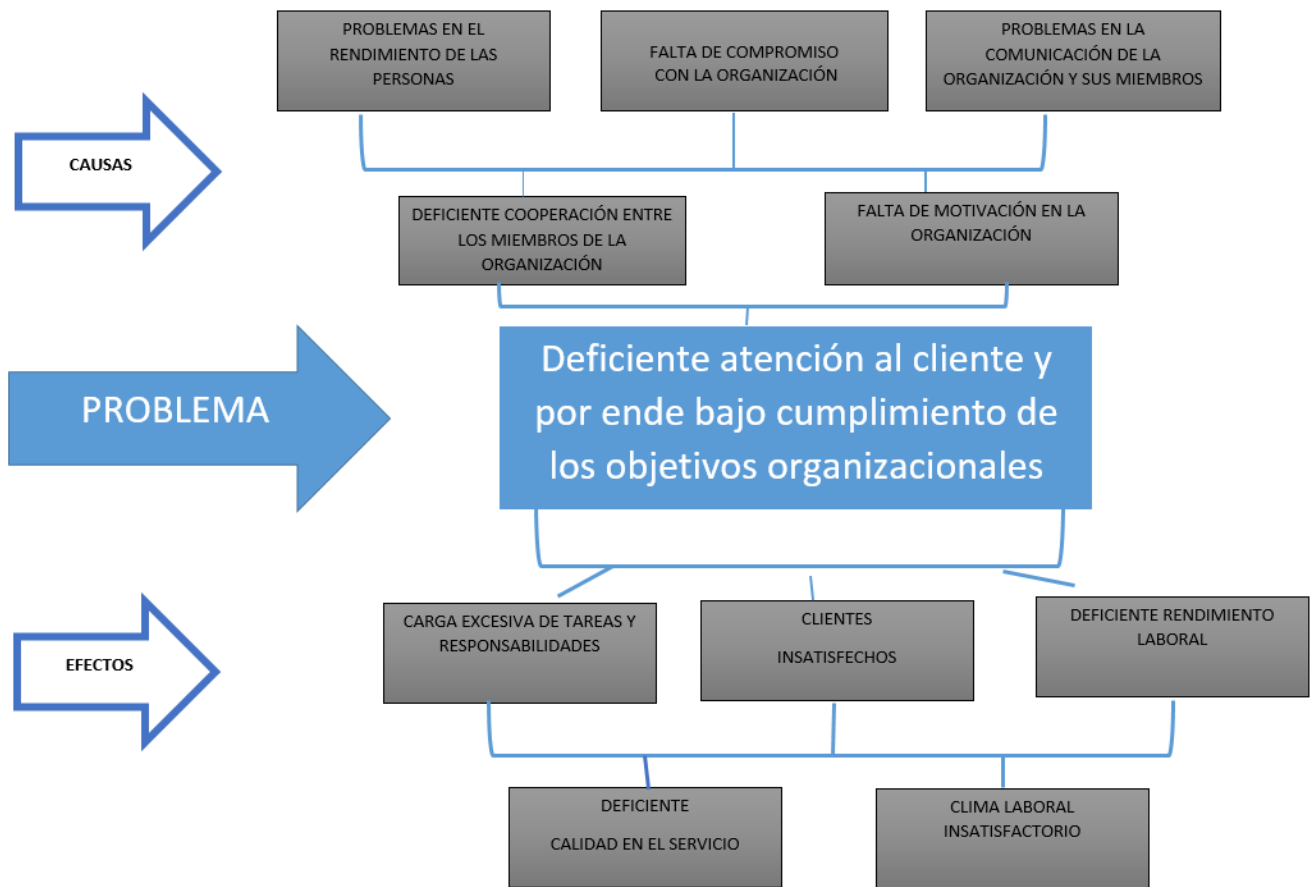 PROBLEMAS EN EL
RENDIMIENTO DE LAS
PERSONAS
FALTA DE COMPROMISO
CON LA ORGANIZACIÓN
PROBLEMAS EN LA
COMUNICACIÓN DE LA
ORGANIZACIÓN Y SUS MIEMBROS
CAUSAS
DEFICIENTE COOPERACIÓN ENTRE
LOS MIEMBROS DE LA
ORGANIZACIÓN
FALTA DE MOTIVACIÓN EN LA
ORGANIZACIÓN
PROBLEMA
Deficiente atención al cliente y
por ende bajo cumplimiento de
los objetivos organizacionales
EFECTOS
CARGA EXCESIVA DE TAREAS Y
RESPONSABILIDADES
CLIENTES
INSATISFECHOS
DEFICIENTE RENDIMIENTO
LABORAL
DEFICIENTE
CALIDAD EN EL SERVICIO
CLIMA LABORAL
INSATISFACTORIO